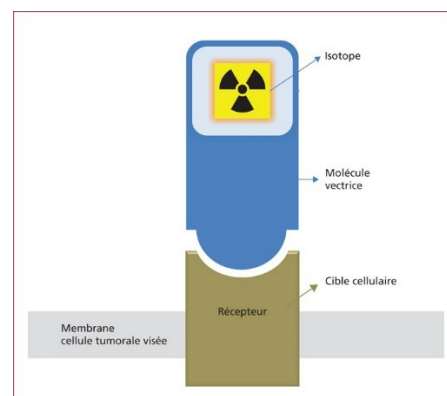 Isotope
Molécule
vectrice
Cible cellulaire
Récepteur
Membrane
cellule tumorale visée